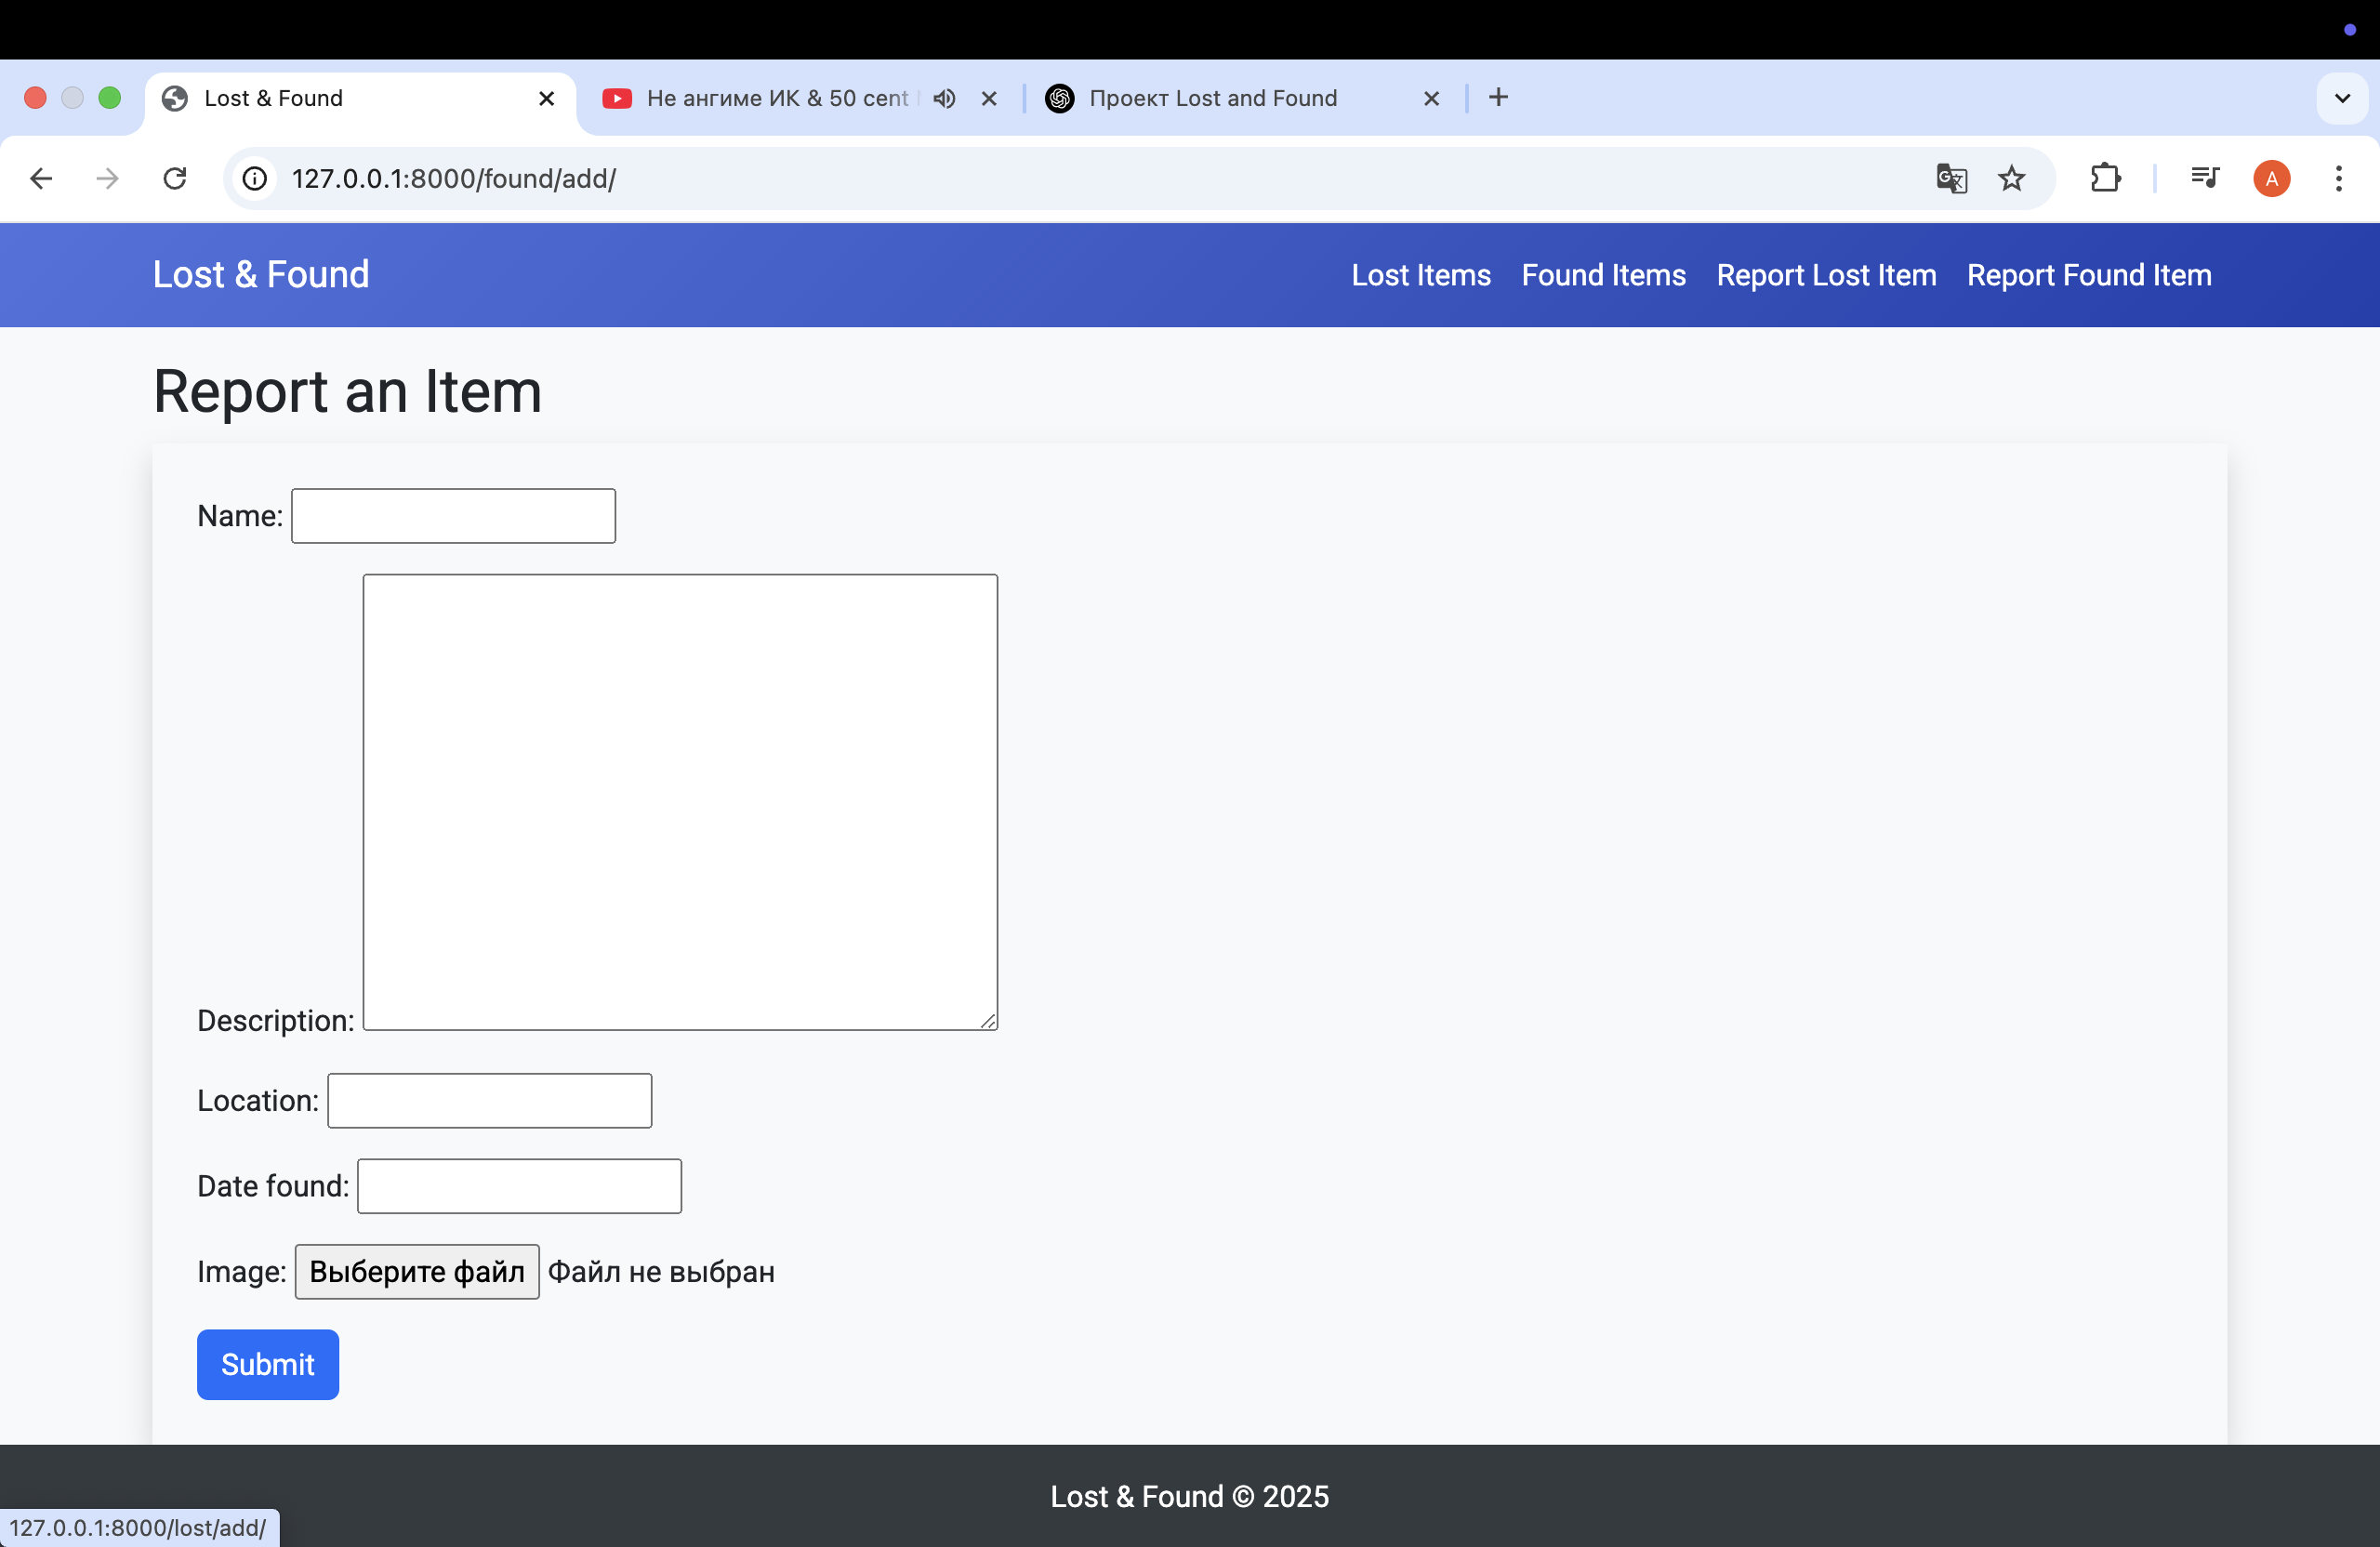 Lost & Found
Не ангиме ИК & 50 cent
Проект Lost and Found
127.0.0.1:8000/found/add/
A
Lost & Found
Lost Items
Found Items
Report Lost Item
Report Found Item
Report an Item
Name:
Description:
Location:
Date found:
Image: Выберите файл Файл не выбран
Submit
Lost & Found © 2025
127.0.0.1:8000/lost/add/